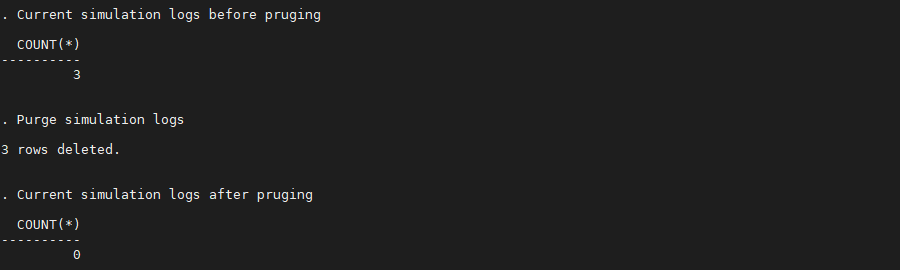 . Current simulation logs before pruging
COUNT(*)
----------
3
. Purge simulation logs
3 rows deleted.
. Current simulation logs after pruging
COUNT(*)
----------
0